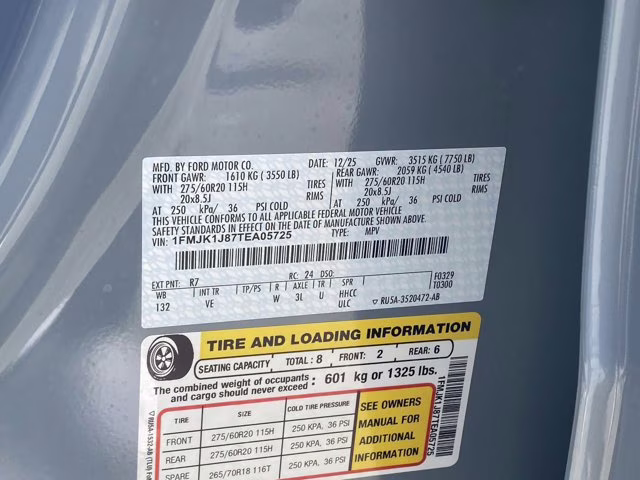 MFD. BY FORD MOTOR CO.
12/25 GVWR: 3515 KG ( 7750 LB)
FRONT GAWR: 1610 KG ( 3550 LB)
REAR GAWR: 2059 KG ( 4540 LB)
WITH 275/60R20 115H TIRES
WITH 275/60R20 115H TIRES
20x8.5J RIMS
20x8.5J RIMS
AT 250 kPa/ 36 PSI COLD
AT 250 kPa/ 36 PSI COLD
THIS VEHICLE CONFORMS TO ALL APPLICABLE FEDERAL MOTOR VEHICLE
SAFETY STANDARDS IN EFFECT ON THE DATE OF MANUFACTURE SHOWN ABOVE.
VIN: 1FMJK1J87TEA05725 TYPE: MPV
EXT PNT: R7 RC: 24 DSO: F0329
WB INT TR TP/PS R AXLE TR SPR T0300
132 VE W 3L U HHCC
ULC ▽ RU5A-3520472-AB
TIRE AND LOADING INFORMATION
SEATING CAPACITY TOTAL: 8 FRONT: 2 REAR: 6
The combined weight of occupants
and cargo should never exceed: 601 kg or 1325 lbs.
TIRE SIZE COLD TIRE PRESSURE
FRONT 275/60R20 115H 250 KPA, 36 PSI
REAR 275/60R20 115H 250 KPA, 36 PSI
SPARE 265/70R18 116T 250 KPA, 36 PSI
SEE OWNERS
MANUAL FOR
ADDITIONAL
INFORMATION
1FMJK1J87TEA05725
▽ RU5A-1532-AB (TLU) For